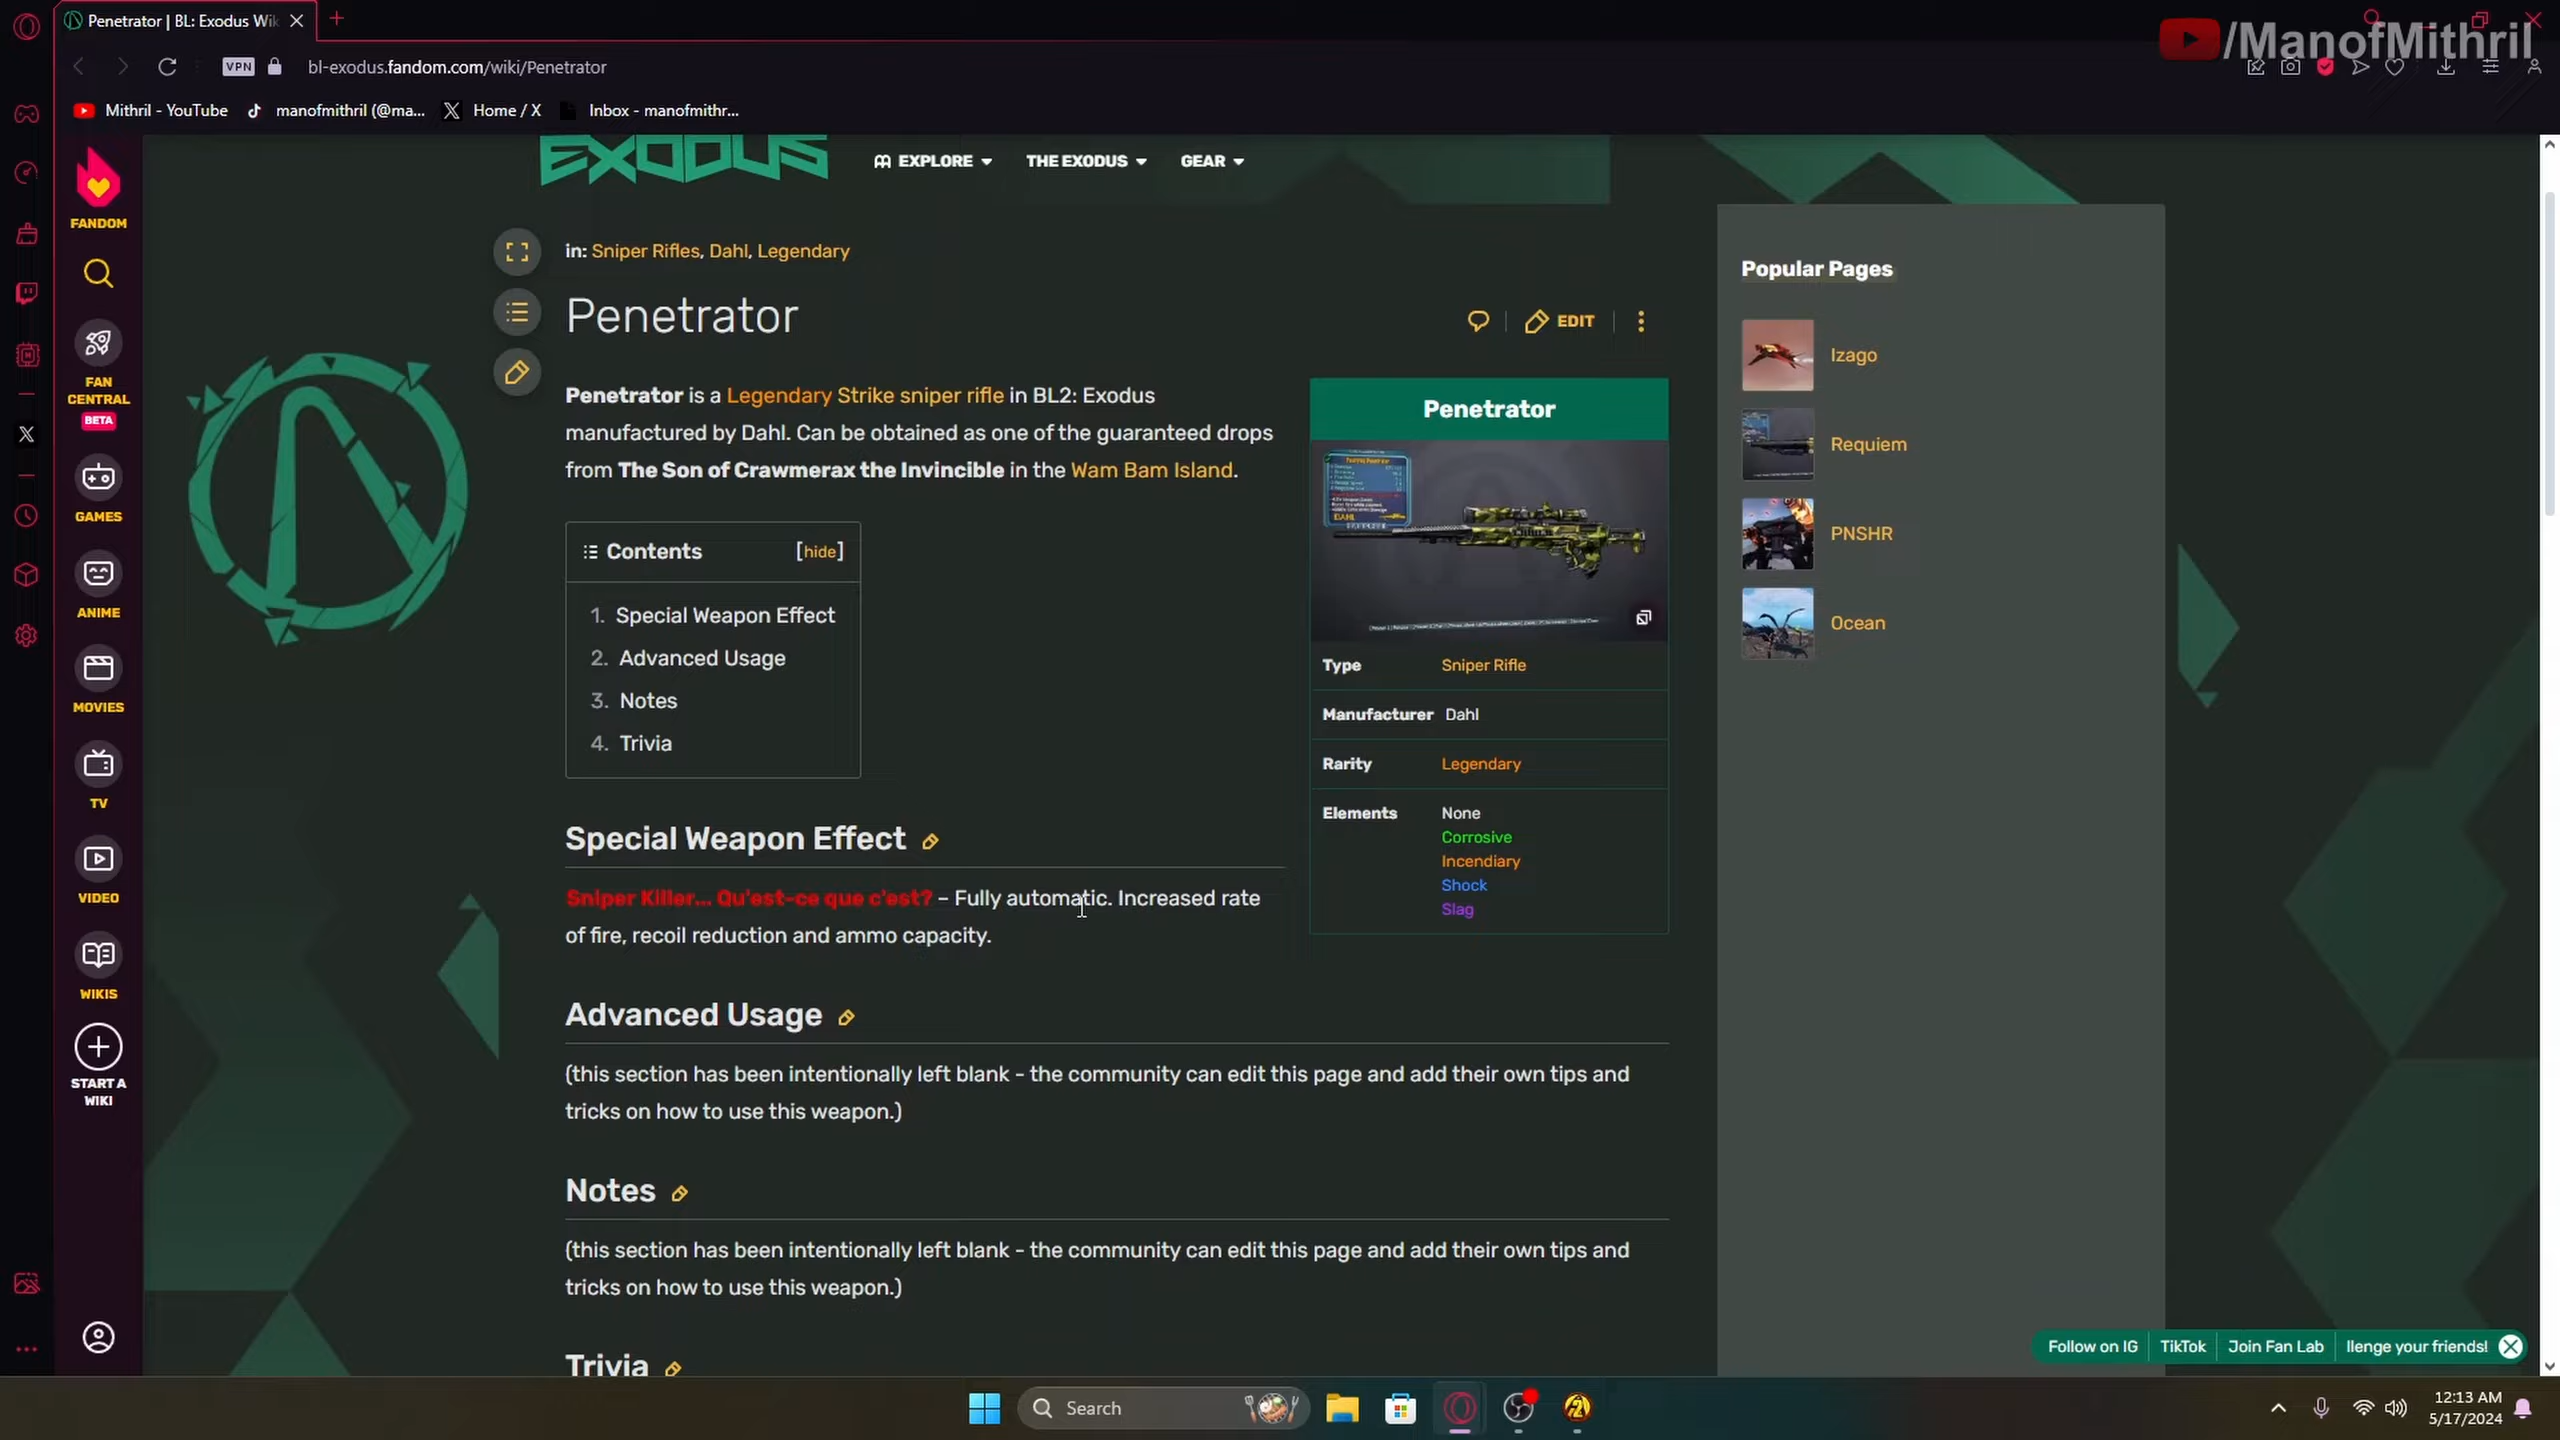 Penetrator | BL: Exodus Wik
/ManofMithril
VPN
bl-exodus.fandom.com/wiki/Penetrator
Mithril - YouTube
manofmithril (@ma...
Home / X
Inbox - manofmithr...
EXODUS
EXPLORE
THE EXODUS
GEAR
FANDOM
FAN
CENTRAL
BETA
GAMES
ANIME
MOVIES
TV
VIDEO
WIKIS
START A
WIKI
in: Sniper Rifles, Dahl, Legendary
Penetrator
EDIT
Penetrator is a Legendary Strike sniper rifle in BL2: Exodus
manufactured by Dahl. Can be obtained as one of the guaranteed drops
from The Son of Crawmerax the Invincible in the Wam Bam Island.
Contents [hide]
1. Special Weapon Effect
2. Advanced Usage
3. Notes
4. Trivia
Penetrator
DAHL
Type Sniper Rifle
Manufacturer Dahl
Rarity Legendary
Elements None
Corrosive
Incendiary
Shock
Slag
Special Weapon Effect
Sniper Killer... Qu'est-ce que c'est? – Fully automatic. Increased rate
of fire, recoil reduction and ammo capacity.
Advanced Usage
(this section has been intentionally left blank - the community can edit this page and add their own tips and
tricks on how to use this weapon.)
Notes
(this section has been intentionally left blank - the community can edit this page and add their own tips and
tricks on how to use this weapon.)
Trivia
Popular Pages
Izago
Requiem
PNSHR
Ocean
Follow on IG
TikTok
Join Fan Lab
llenge your friends!
Search
12:13 AM
5/17/2024